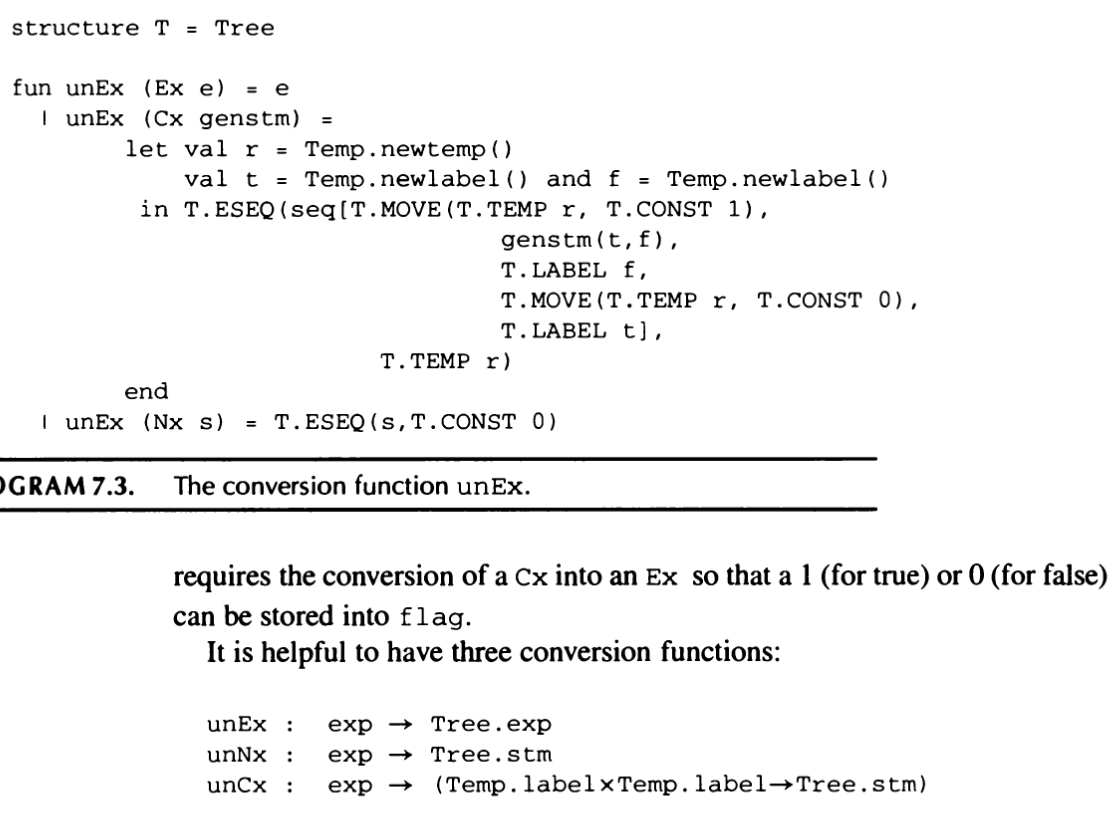 structure T = Tree
fun unEx (Ex e) = e
| unEx (Cx genstm) =
let val r = Temp.newtemp()
val t = Temp.newlabel() and f = Temp.newlabel()
in T.ESEQ(seq[T.MOVE(T.TEMP r, T.CONST 1),
genstm(t,f),
T.LABEL f,
T.MOVE(T.TEMP r, T.CONST 0),
T.LABEL t],
T.TEMP r)
end
| unEx (Nx s) = T.ESEQ(s,T.CONST 0)
OGRAM 7.3. The conversion function unEx.
requires the conversion of a Cx into an Ex so that a 1 (for true) or 0 (for false)
can be stored into flag.
It is helpful to have three conversion functions:
unEx : exp → Tree.exp
unNx : exp → Tree.stm
unCx : exp → (Temp.label×Temp.label→Tree.stm)